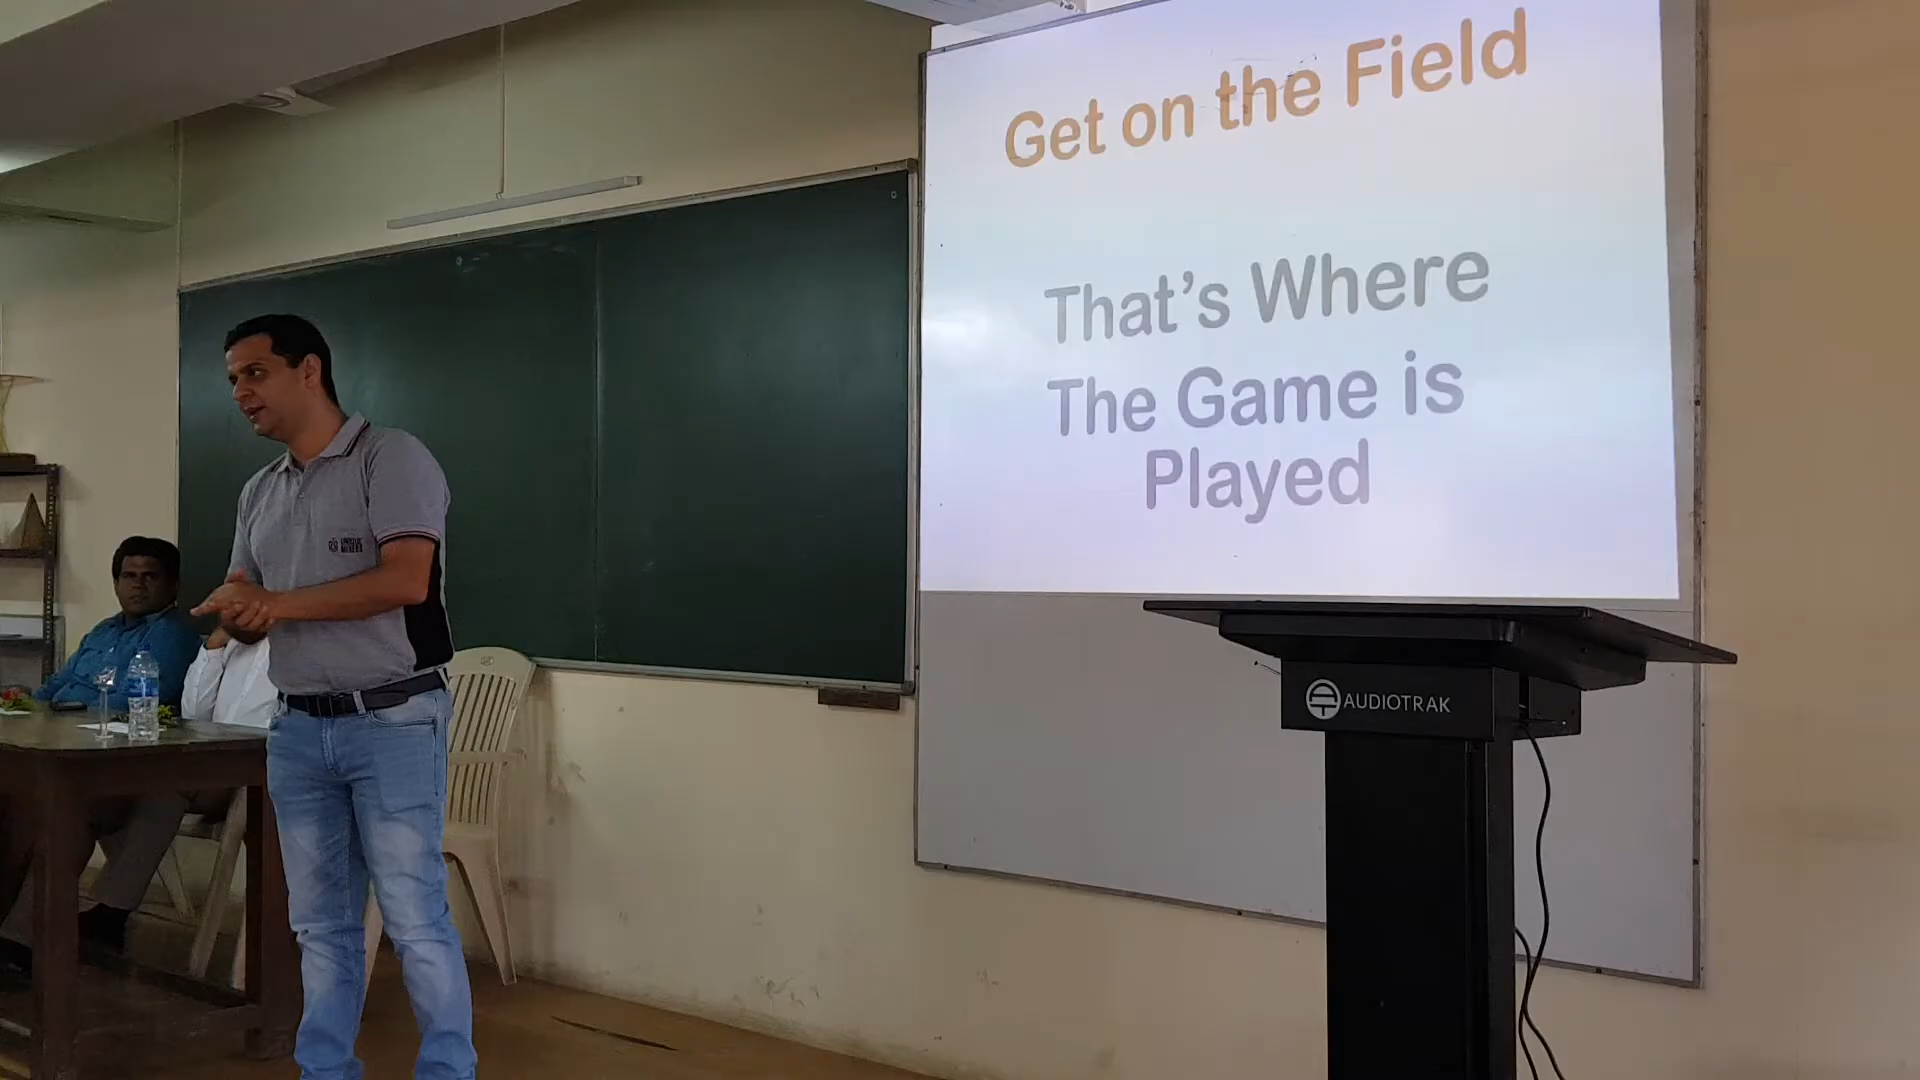 Get on the Field
That's Where
The Game is
Played
AUDIOTRAK